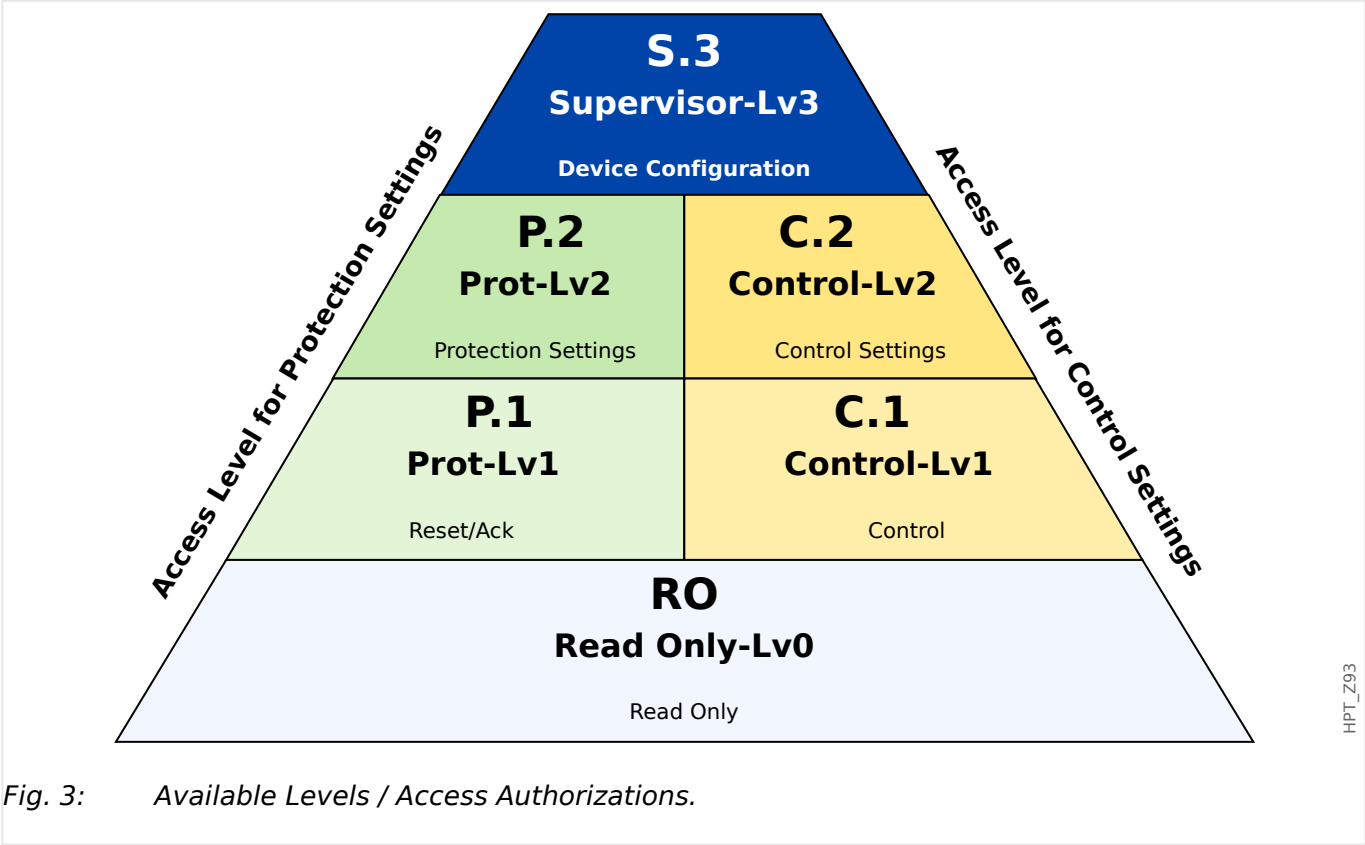 S.3
Supervisor-Lv3
Device Configuration
Access Level for Protection Settings
Access Level for Control Settings
P.2
Prot-Lv2
Protection Settings
C.2
Control-Lv2
Control Settings
P.1
Prot-Lv1
Reset/Ack
C.1
Control-Lv1
Control
RO
Read Only-Lv0
Read Only
HPT_Z93
Fig. 3: Available Levels / Access Authorizations.